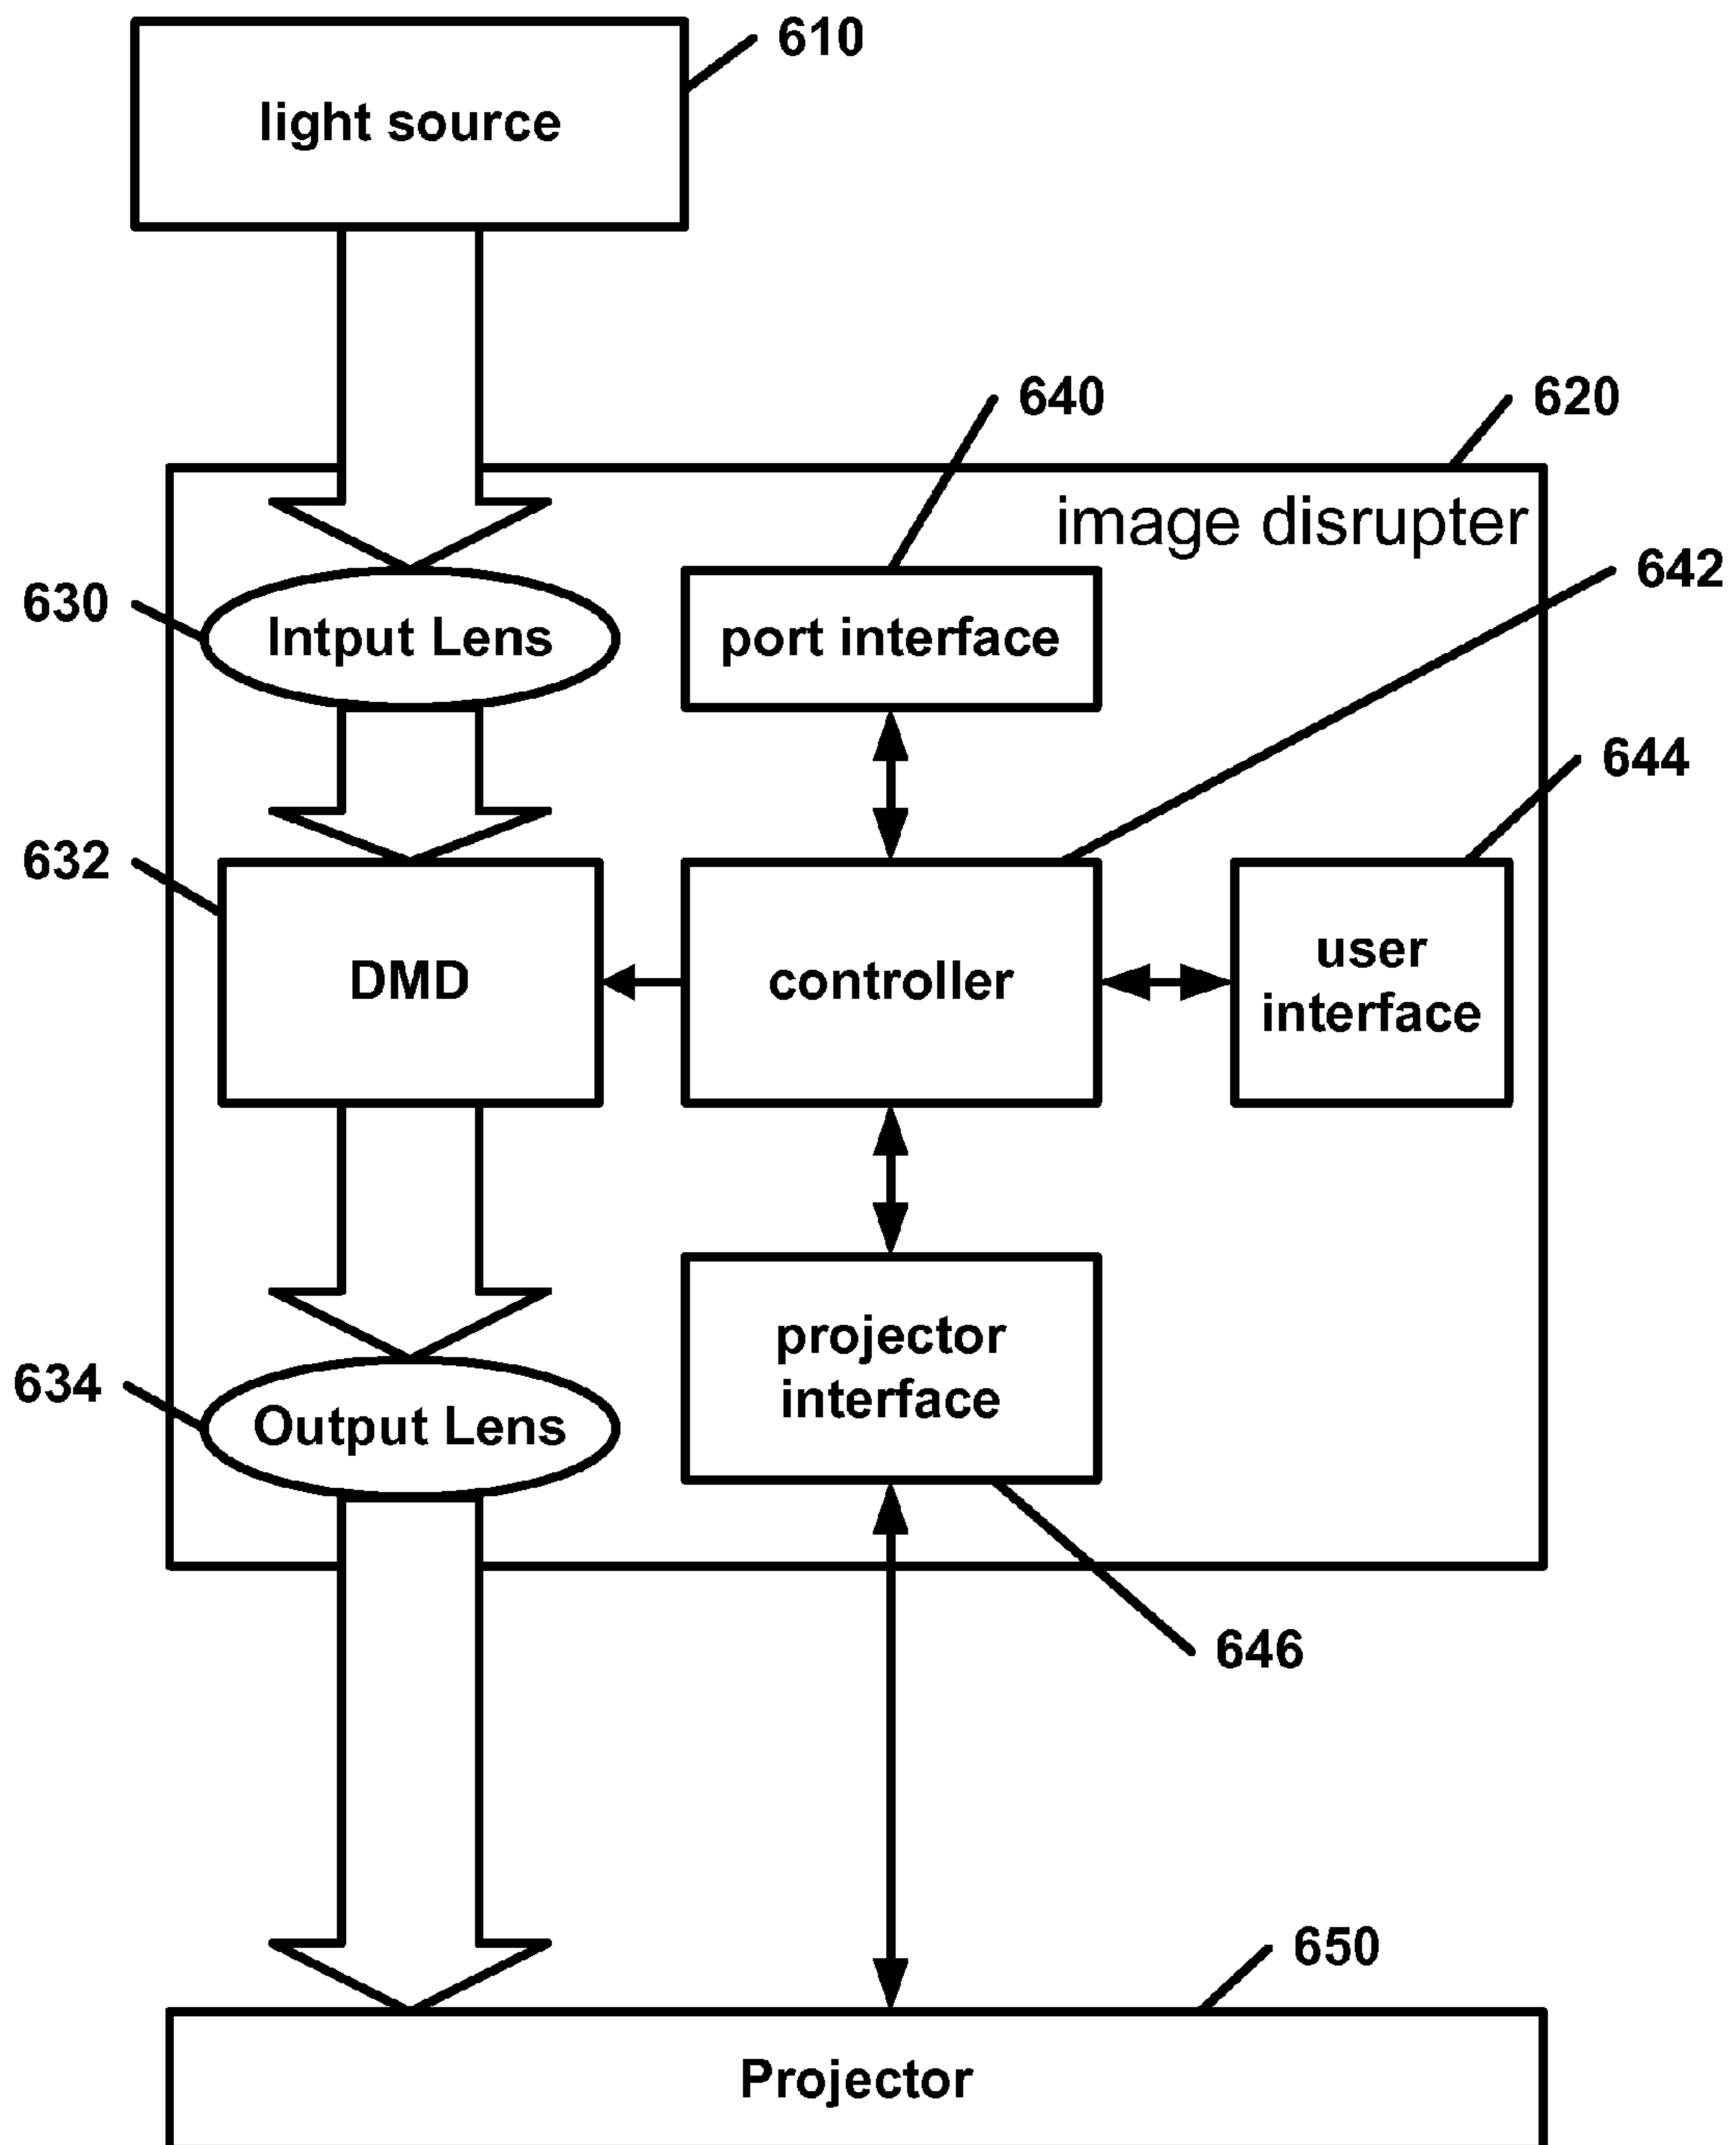 610
light source
640
620
image disrupter
642
630
Intput Lens
port interface
644
632
DMD
controller
user
interface
634
Output Lens
projector
interface
646
650
Projector